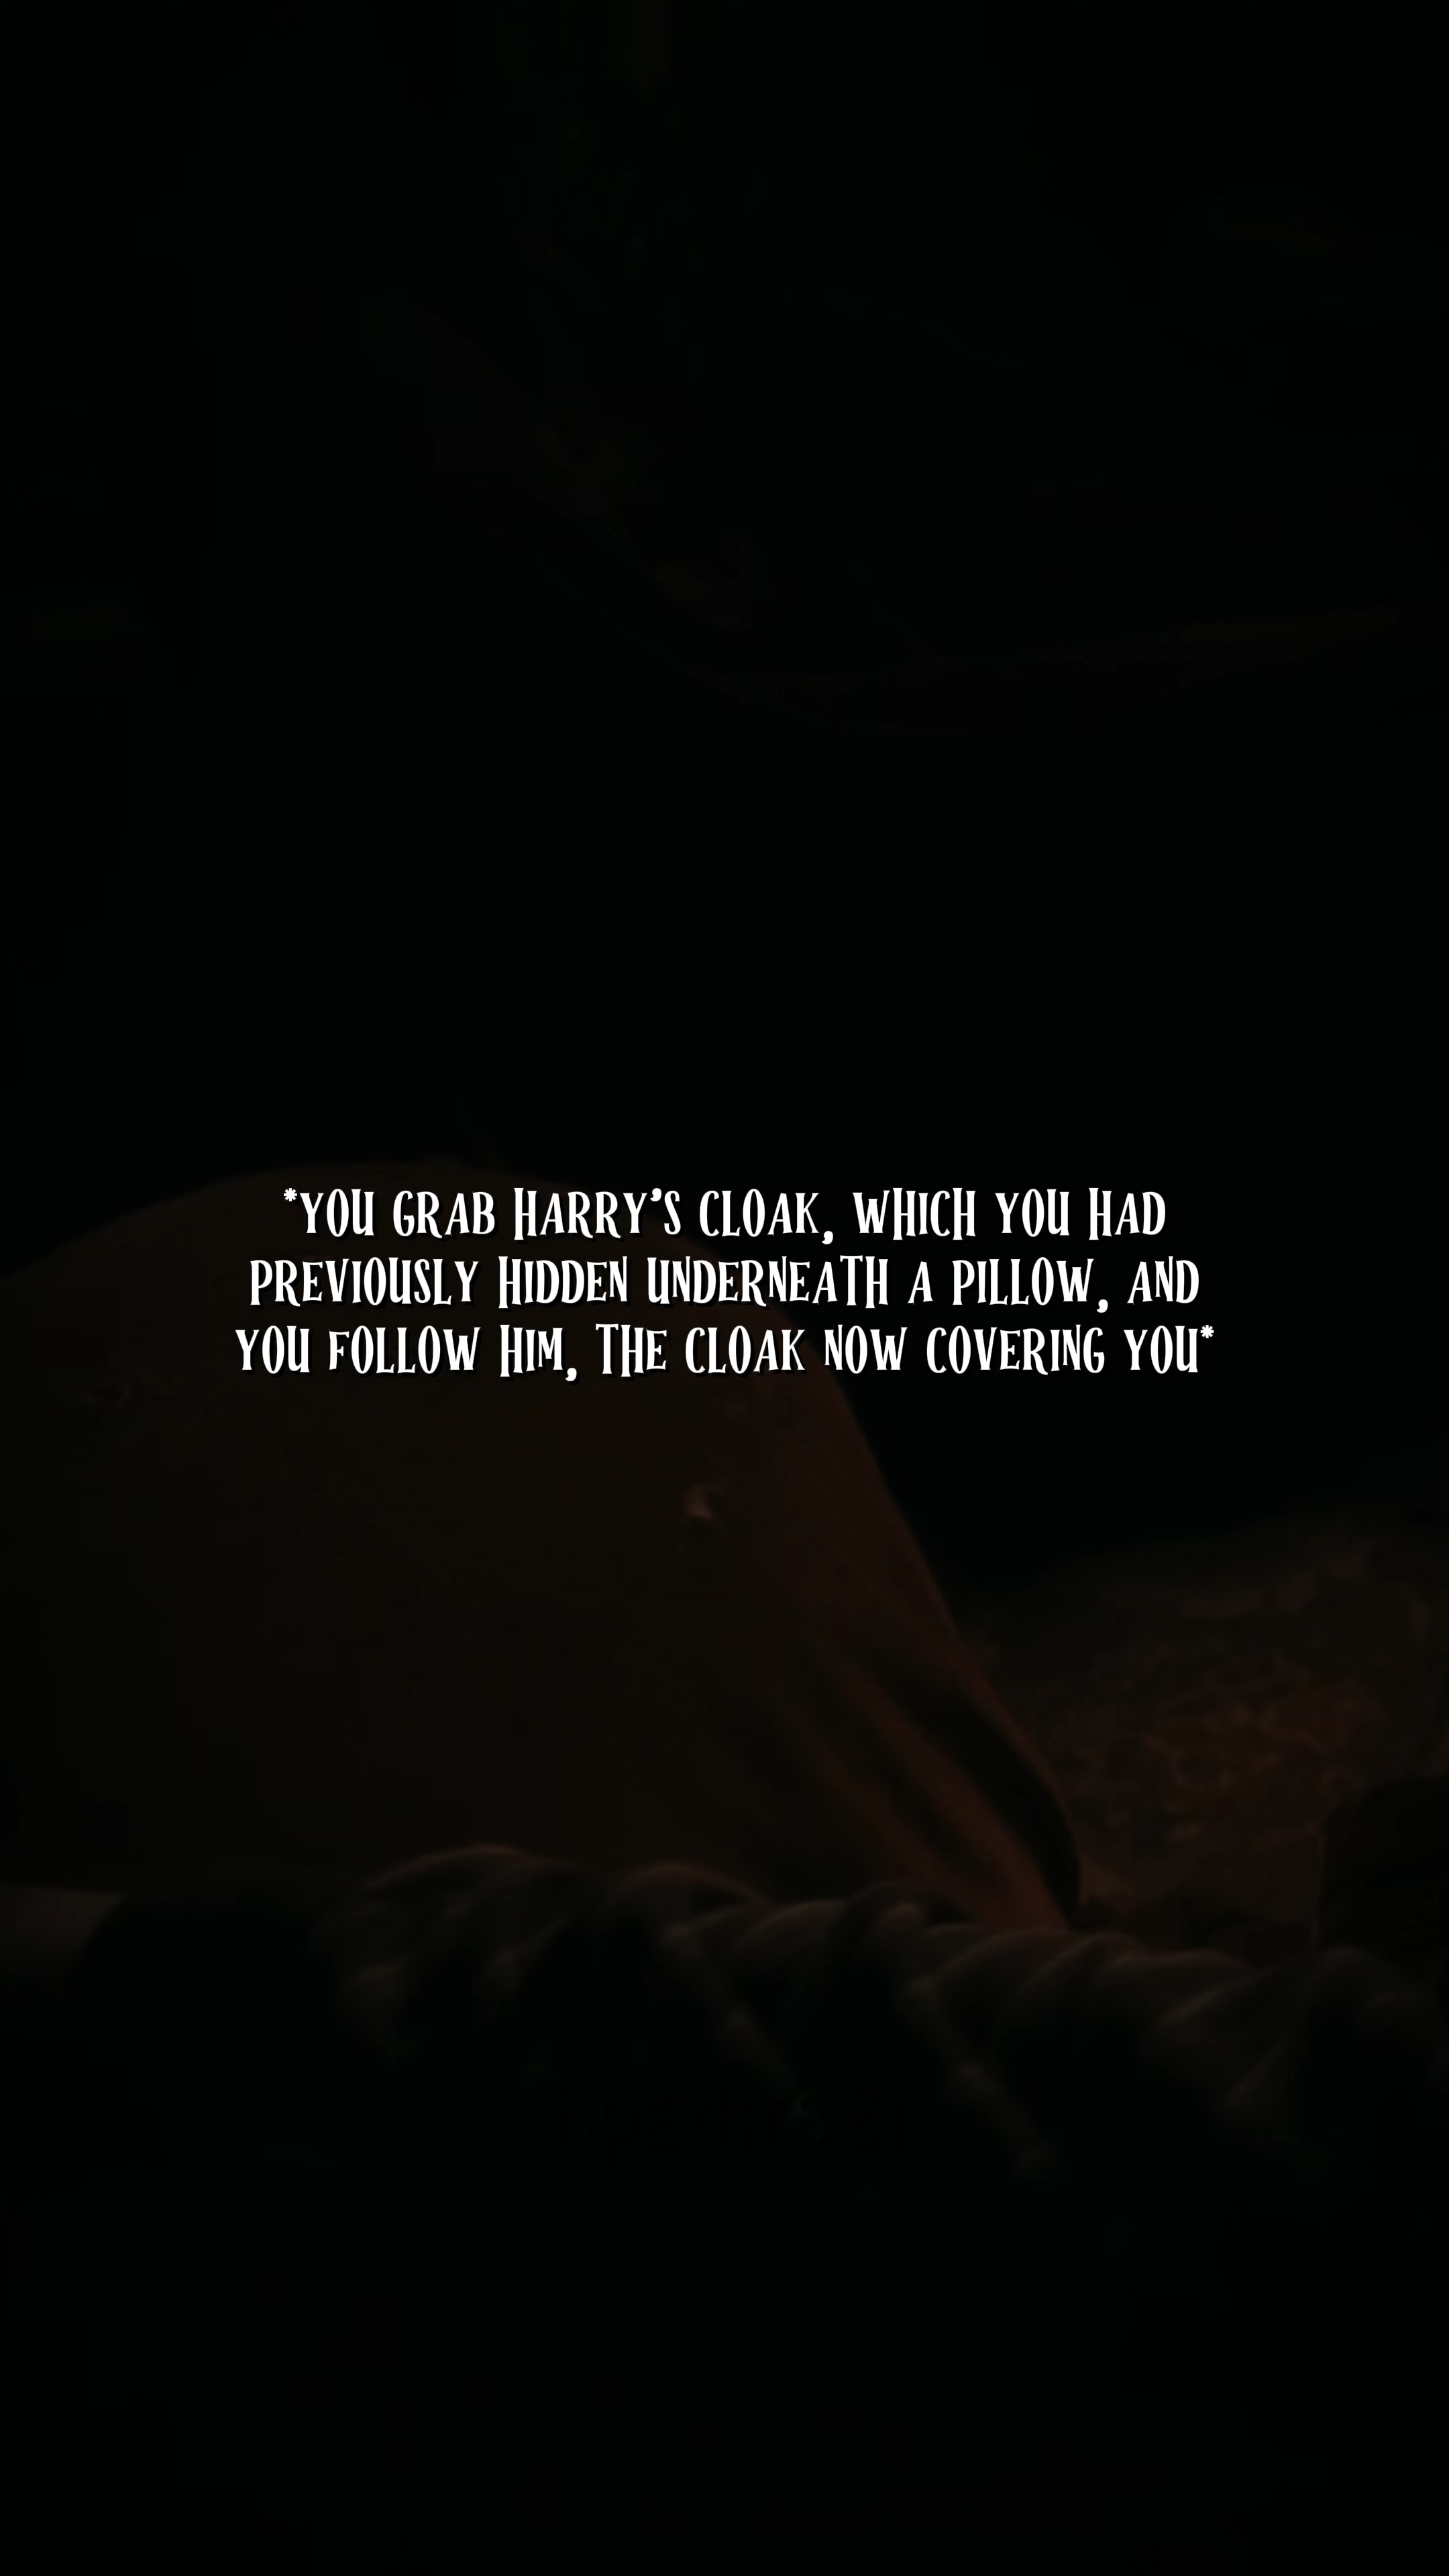 *YOU GRAB HARRY'S CLOAK, WHICH YOU HAD
PREVIOUSLY HIDDEN UNDERNEATH A PILLOW, AND
YOU FOLLOW HIM, THE CLOAK NOW COVERING YOU*